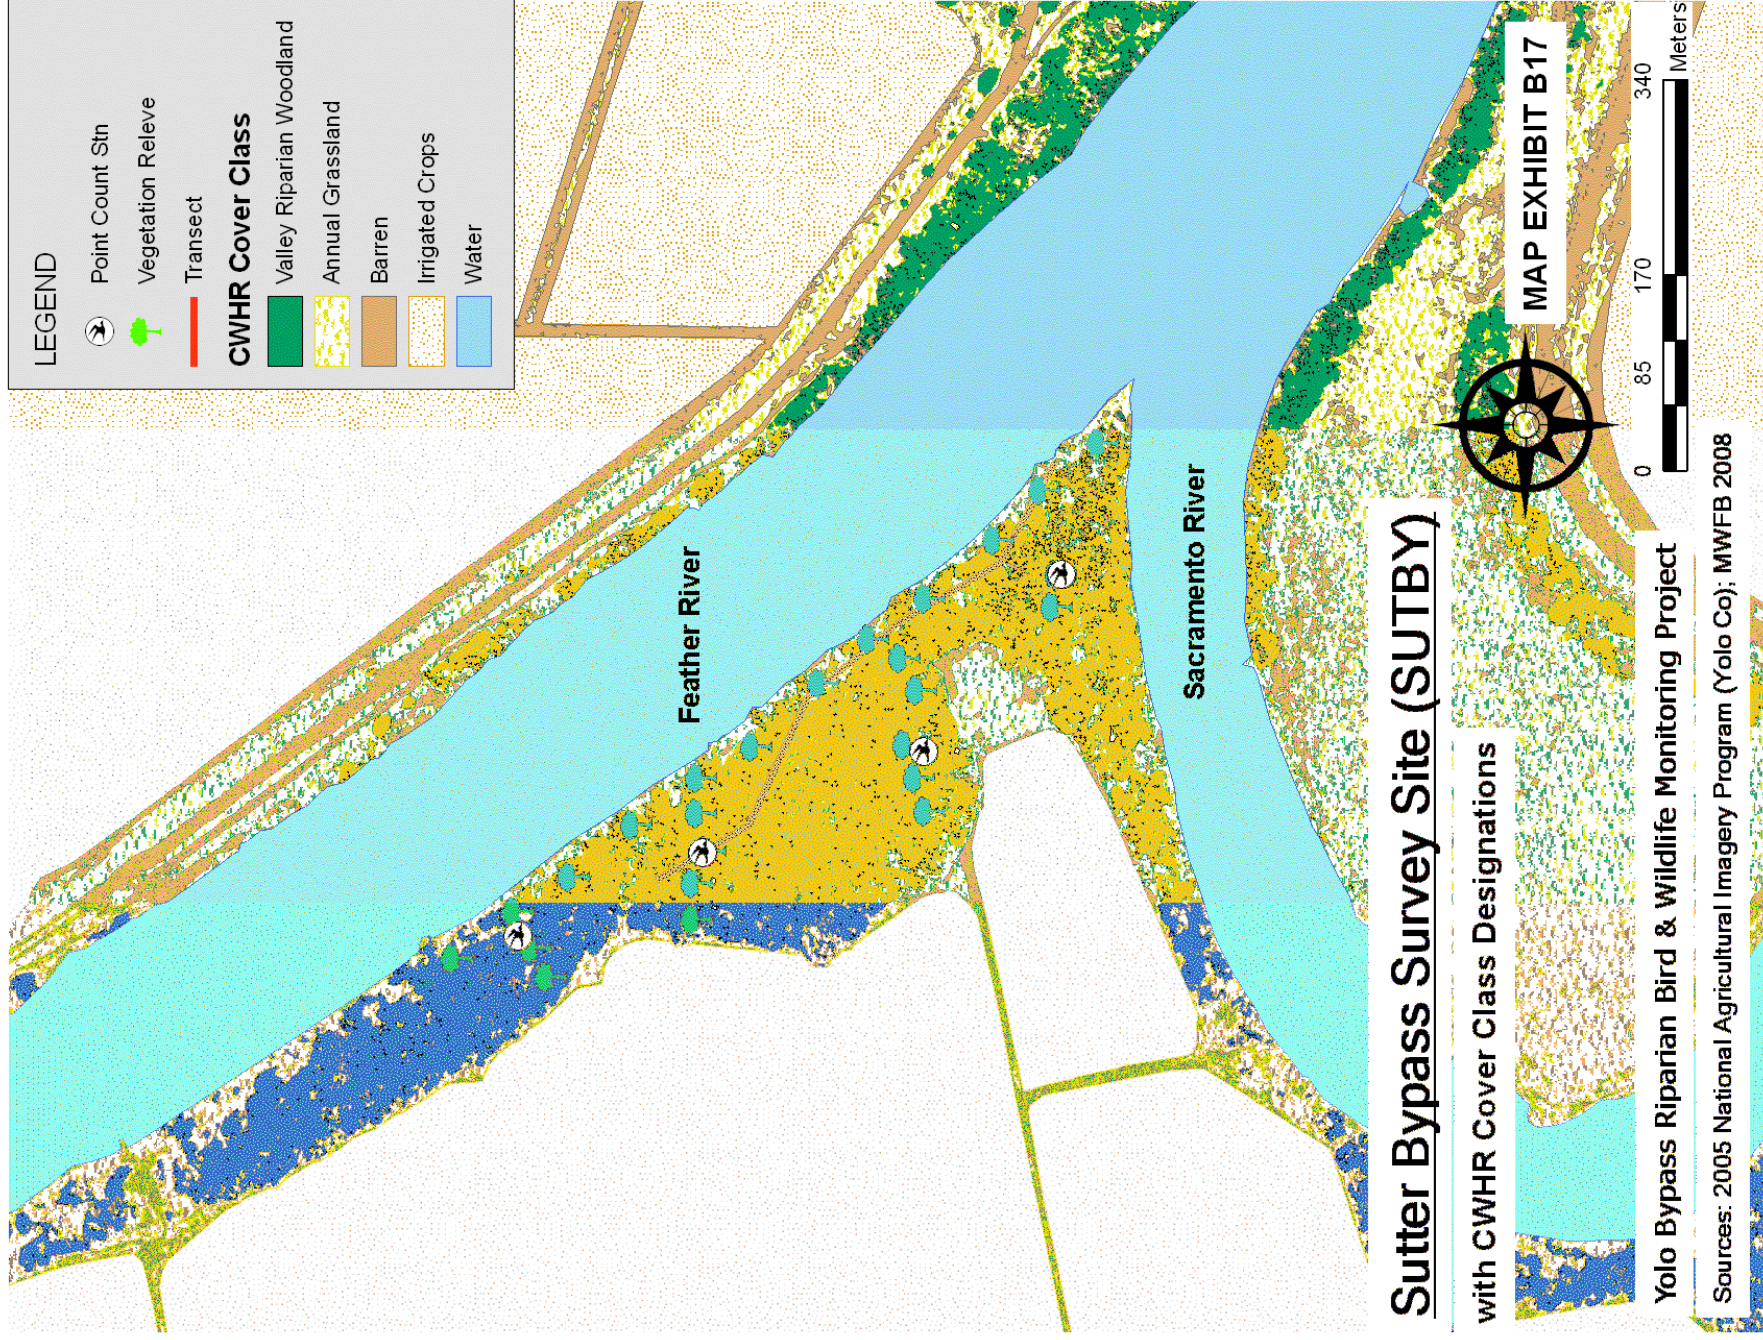 LEGEND
Point Count Stn
Vegetation Releve
Transect
CWHR Cover Class
Valley Riparian Woodland
Annual Grassland
Barren
Irrigated Crops
Water
Feather River
Sacramento River
MAP EXHIBIT B17
0 85 170 340
Meters
Sutter Bypass Survey Site (SUTBY)
with CWHR Cover Class Designations
Yolo Bypass Riparian Bird & Wildlife Monitoring Project
Sources: 2005 National Agricultural Imagery Program (Yolo Co); MWFB 2008